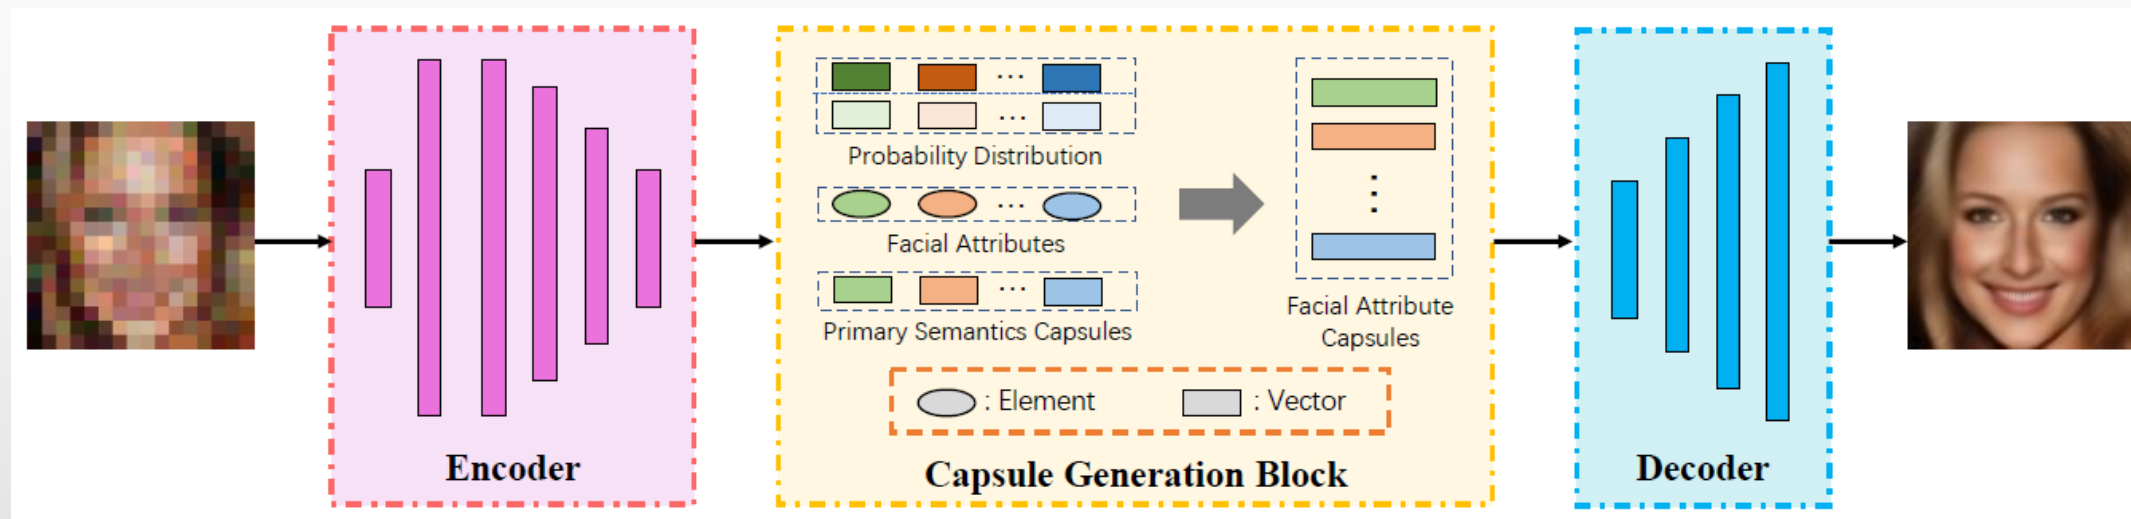 ...
...
Probability Distribution
...
Facial Attributes
...
Primary Semantics Capsules
⋮
Facial Attribute
Capsules
: Element
: Vector
Encoder
Capsule Generation Block
Decoder